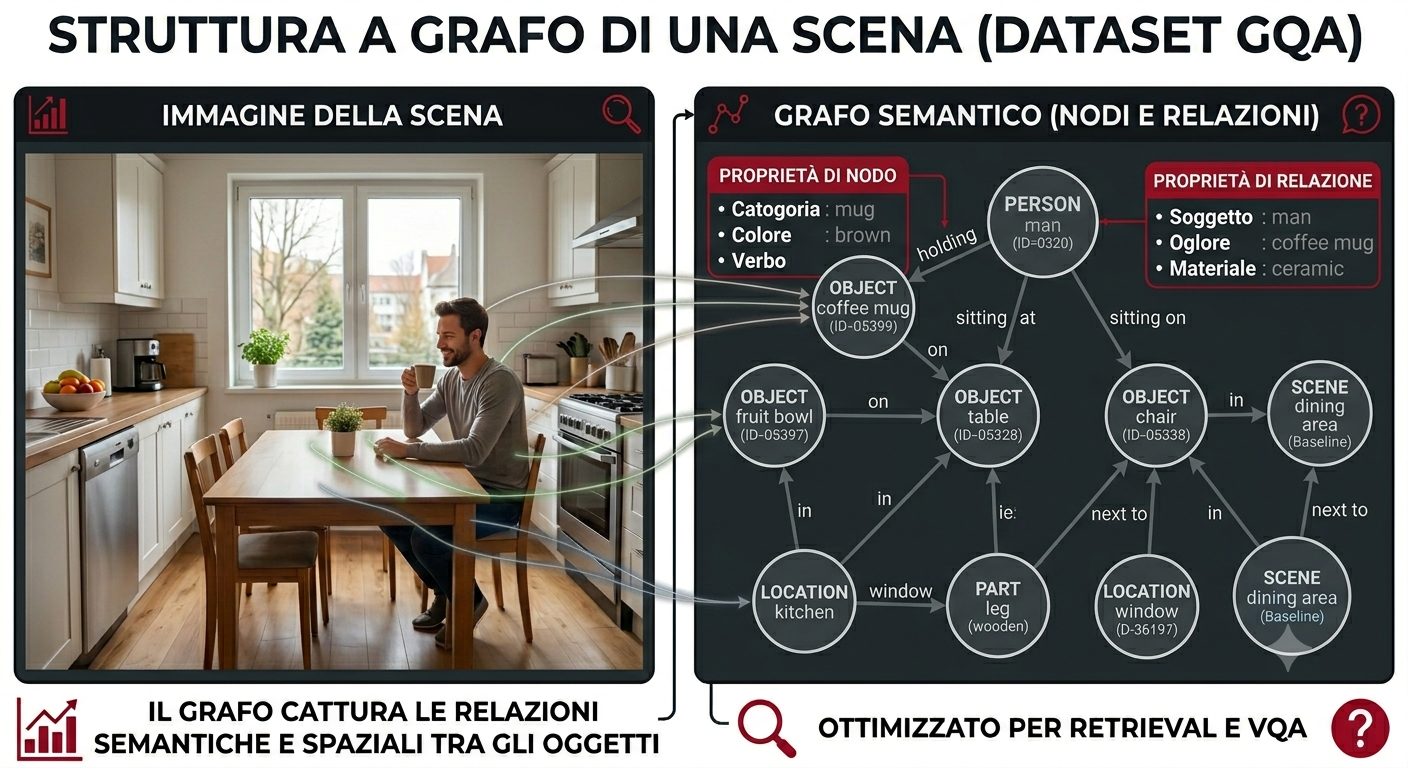 STRUTTURA A GRAFO DI UNA SCENA (DATASET GQA)
IMMAGINE DELLA SCENA
GRAFO SEMANTICO (NODI E RELAZIONI)
PROPRIETÀ DI NODO
• Catogoria : mug
• Colore : brown
• Verbo
PERSON
man
(ID=0320)
PROPRIETÀ DI RELAZIONE
• Soggetto : man
• Oglore : coffee mug
• Materiale : ceramic
holding
OBJECT
coffee mug
(ID-05399)
sitting at
sitting on
on
OBJECT
fruit bowl
(ID-05397)
on
OBJECT
table
(ID-05328)
OBJECT
chair
(ID-05338)
in
SCENE
dining
area
(Baseline)
in
in
ie:
next to
in
next to
LOCATION
kitchen
window
PART
leg
(wooden)
LOCATION
window
(D-36197)
SCENE
dining area
(Baseline)
IL GRAFO CATTURA LE RELAZIONI
SEMANTICHE E SPAZIALI TRA GLI OGGETTI
OTTIMIZZATO PER RETRIEVAL E VQA